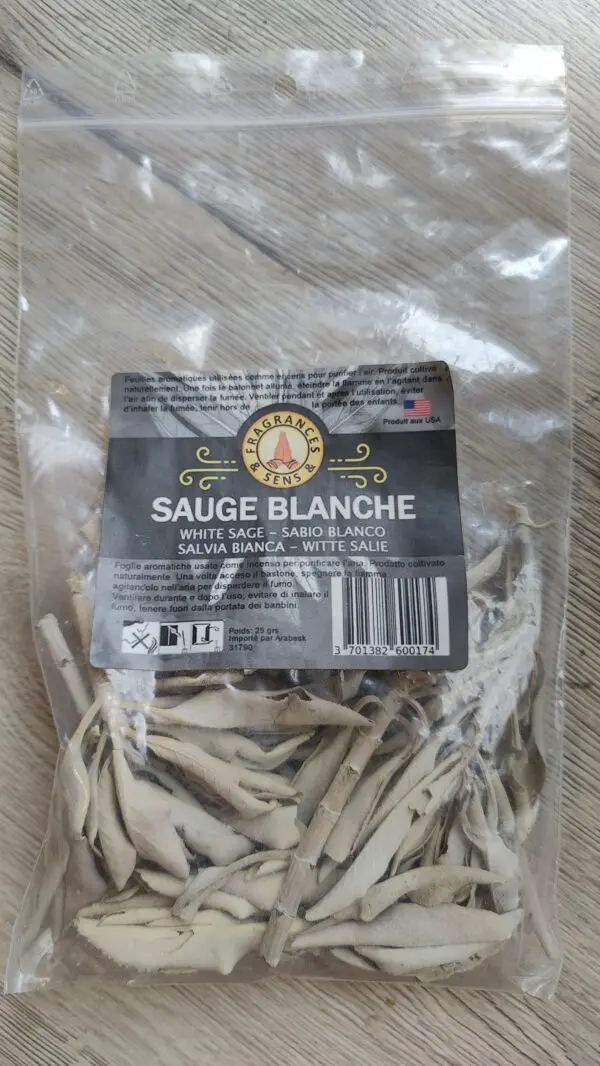 Feuilles aromatiques utilisées comme encens pour purifier l'air. Produit cultivé
naturellement. Une fois le batonnet allumé, éteindre la flamme en l'agitant dans
l'air afin de disperser la fumée. Ventiler pendant et après l'utilisation, éviter
d'inhaler la fumée, tenir hors de la portée des enfants.
Produit aux USA
FRAGRANCES
& SENS &
SAUGE BLANCHE
WHITE SAGE - SABIO BLANCO
SALVIA BIANCA - WITTE SALIE
Foglie aromatiche usate como incenso per purificare l'aria. Prodotto coltivato
naturalmente. Una volta acceso il bastone, spegnere la fiamma
agitandolo nell'aria per disperdere il fumo.
Ventirare durante e dopo l'uso, evitare di inalare il
fumo, tenere fuori dalla portata dei banbini.
Poids: 25 grs
Importé par Arabesk
31790
3 701382 600174